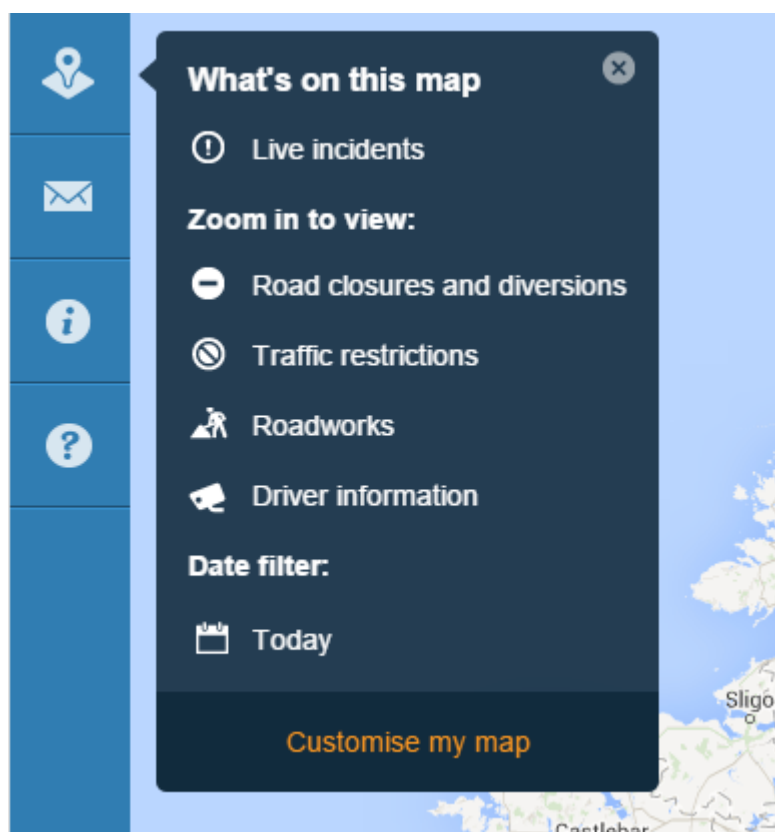 What's on this map
Live incidents
Zoom in to view:
Road closures and diversions
Traffic restrictions
Roadworks
Driver information
Date filter:
Today
Customise my map
Sligo
Castlebar